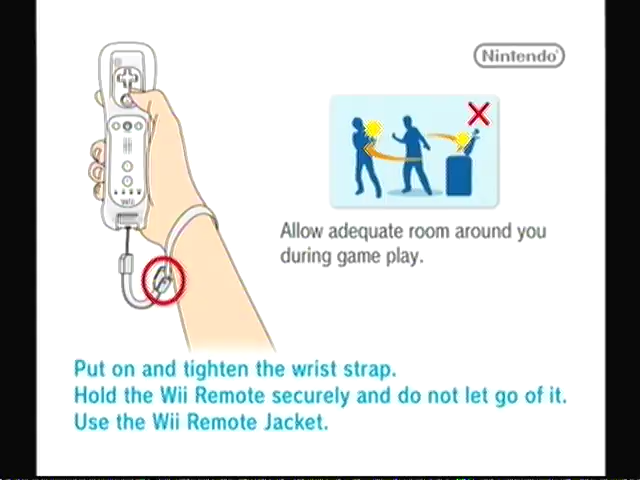 Nintendo
Allow adequate room around you
during game play.
Put on and tighten the wrist strap.
Hold the Wii Remote securely and do not let go of it.
Use the Wii Remote Jacket.